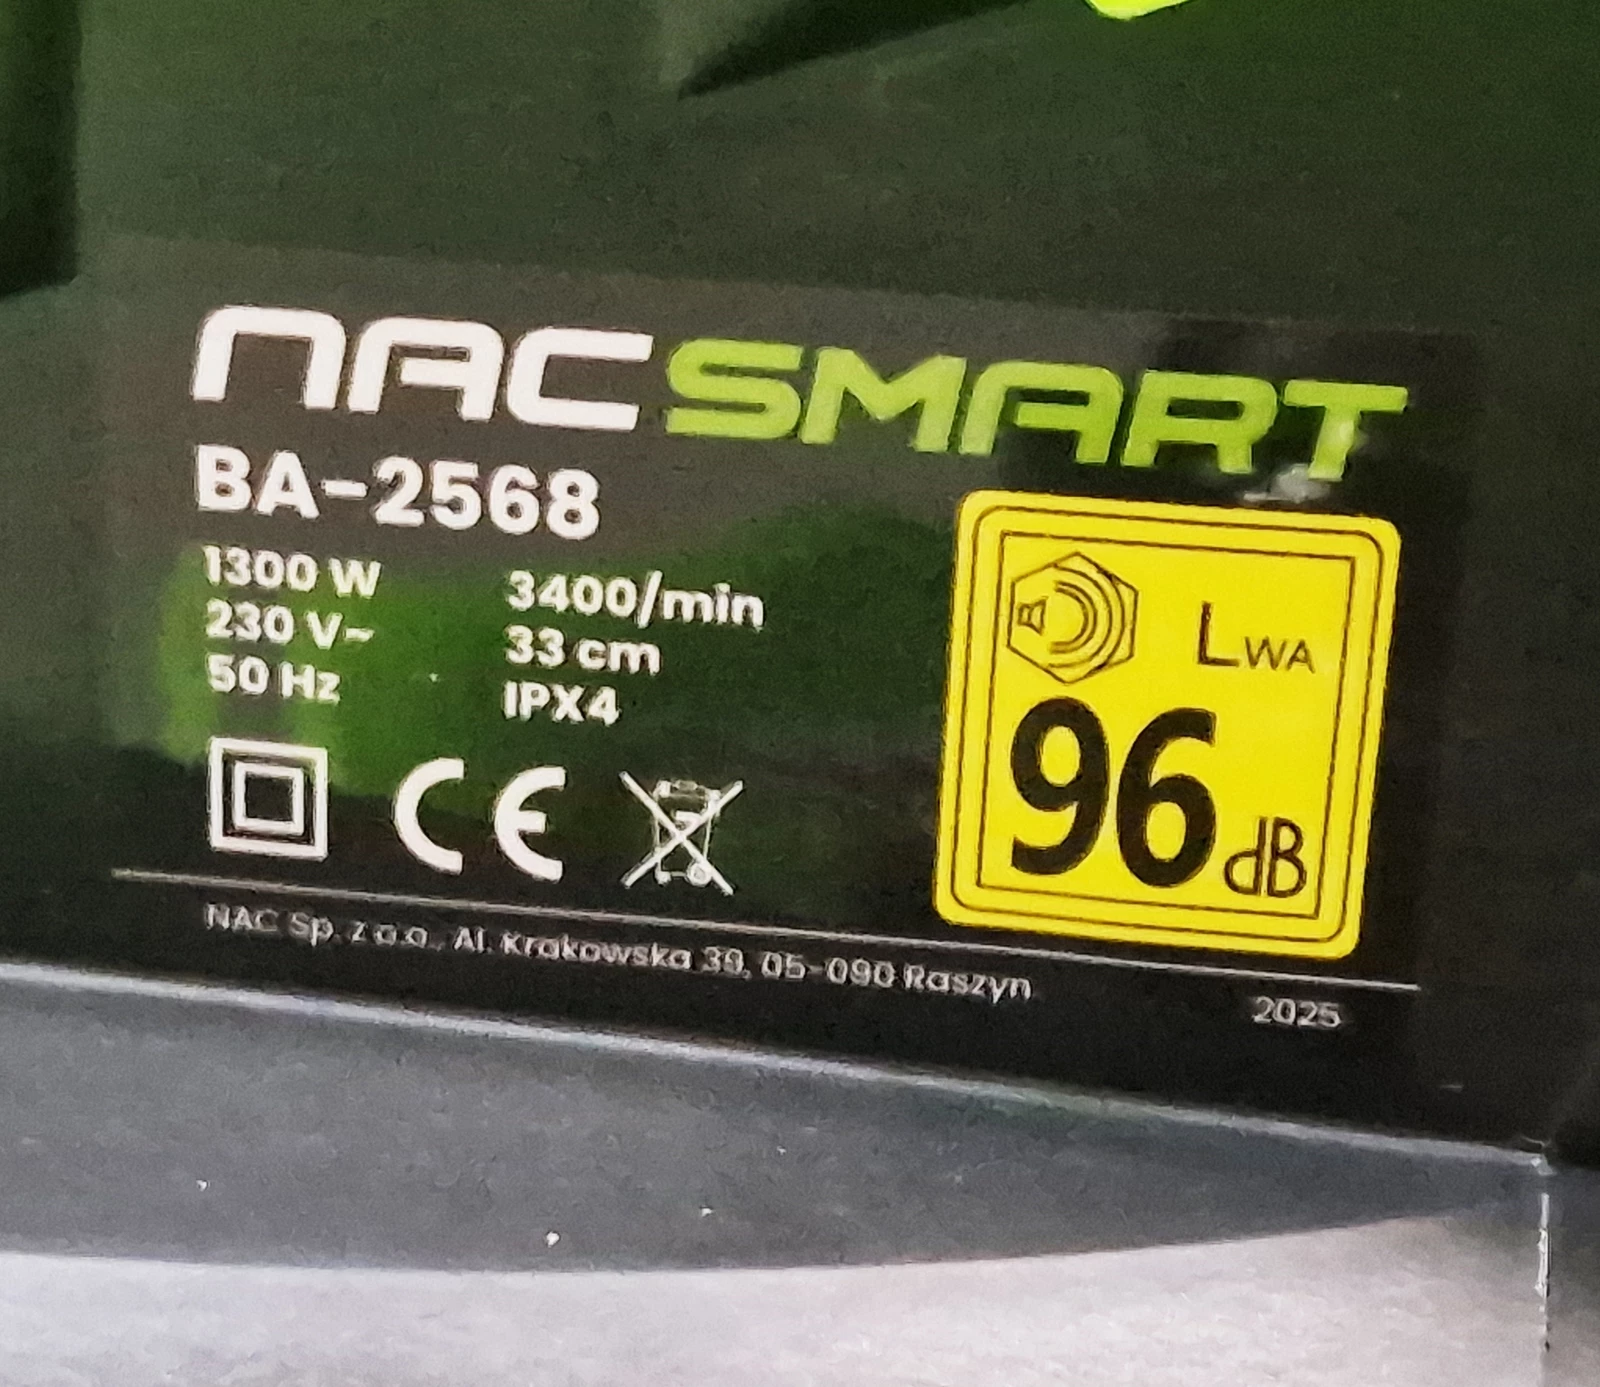 NAC SMART
BA-2568
1300 W
230 V~
50 Hz
3400/min
33 cm
IPX4
CE
LWA
96 dB
NAC Sp. z o.o., Al. Krakowska 39, 05-090 Raszyn
2025